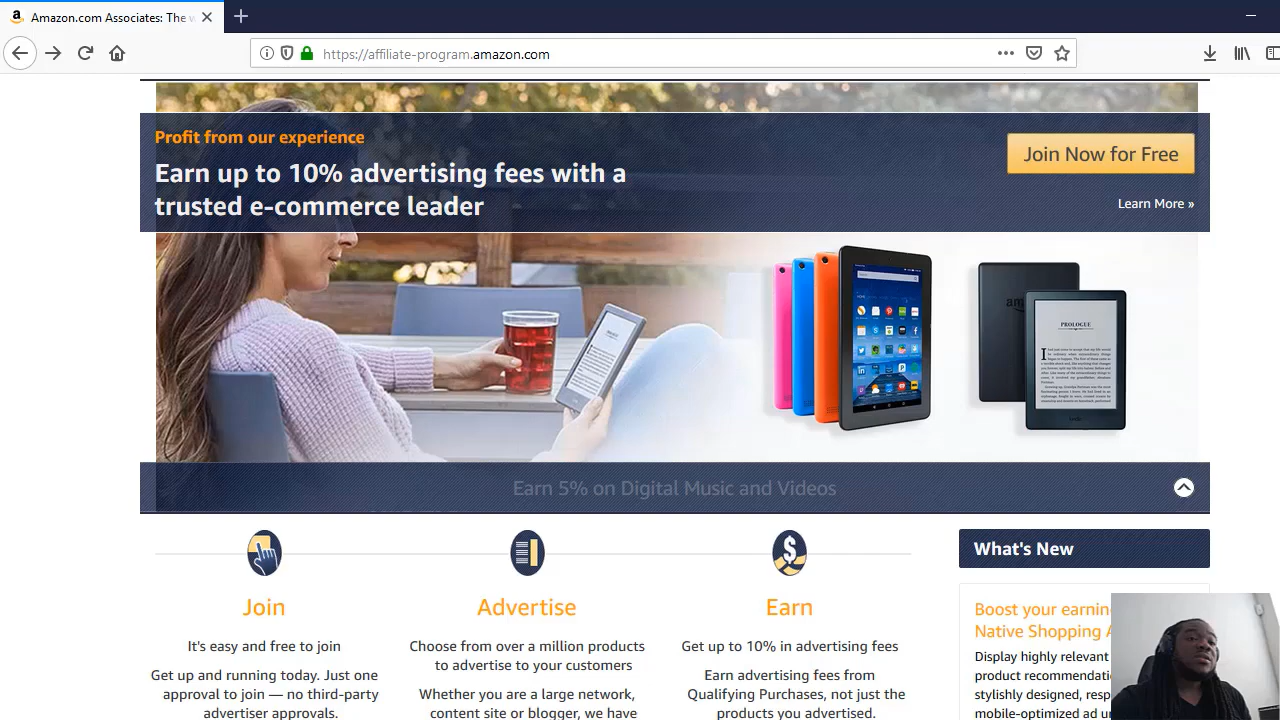 Amazon.com Associates: The
https://affiliate-program.amazon.com
Profit from our experience
Earn up to 10% advertising fees with a
trusted e-commerce leader
Join Now for Free
Learn More »
PROLOGUE
Earn 5% on Digital Music and Videos
Join
It's easy and free to join
Get up and running today. Just one
approval to join — no third-party
advertiser approvals.
Advertise
Choose from over a million products
to advertise to your customers
Whether you are a large network,
content site or blogger, we have
Earn
Get up to 10% in advertising fees
Earn advertising fees from
Qualifying Purchases, not just the
products you advertised.
What's New
Boost your
Native Shopping
Display highly relevant
product
stylishly designed,
mobile-optimized ad